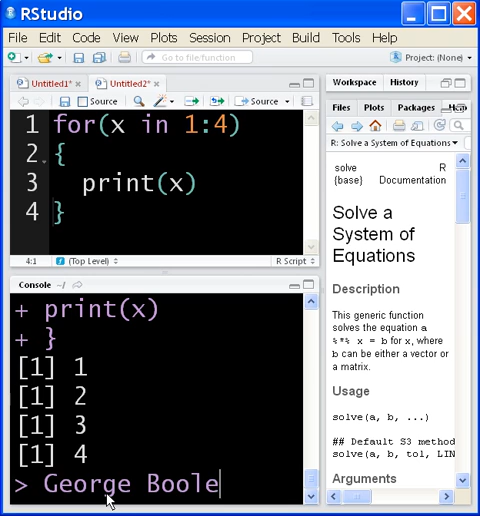 RStudio
File Edit Code View Plots Session Project Build Tools Help
Go to file/function
Project: (None)
Untitled1* Untitled2*
Source Source
1 for(x in 1:4)
2 {
3 print(x)
4 }
4:1 (Top Level) R Script
Console ~/
+ print(x)
+ }
[1] 1
[1] 2
[1] 3
[1] 4
> George Boole
Workspace History
Files Plots Packages Help
R: Solve a System of Equations
solve R
{base} Documentation
Solve a
System of
Equations
Description
This generic function
solves the equation a
%*% x = b for x, where
b can be either a vector or
a matrix.
Usage
solve(a, b, ...)
## Default S3 method
solve(a, b, tol, LIN
Arguments